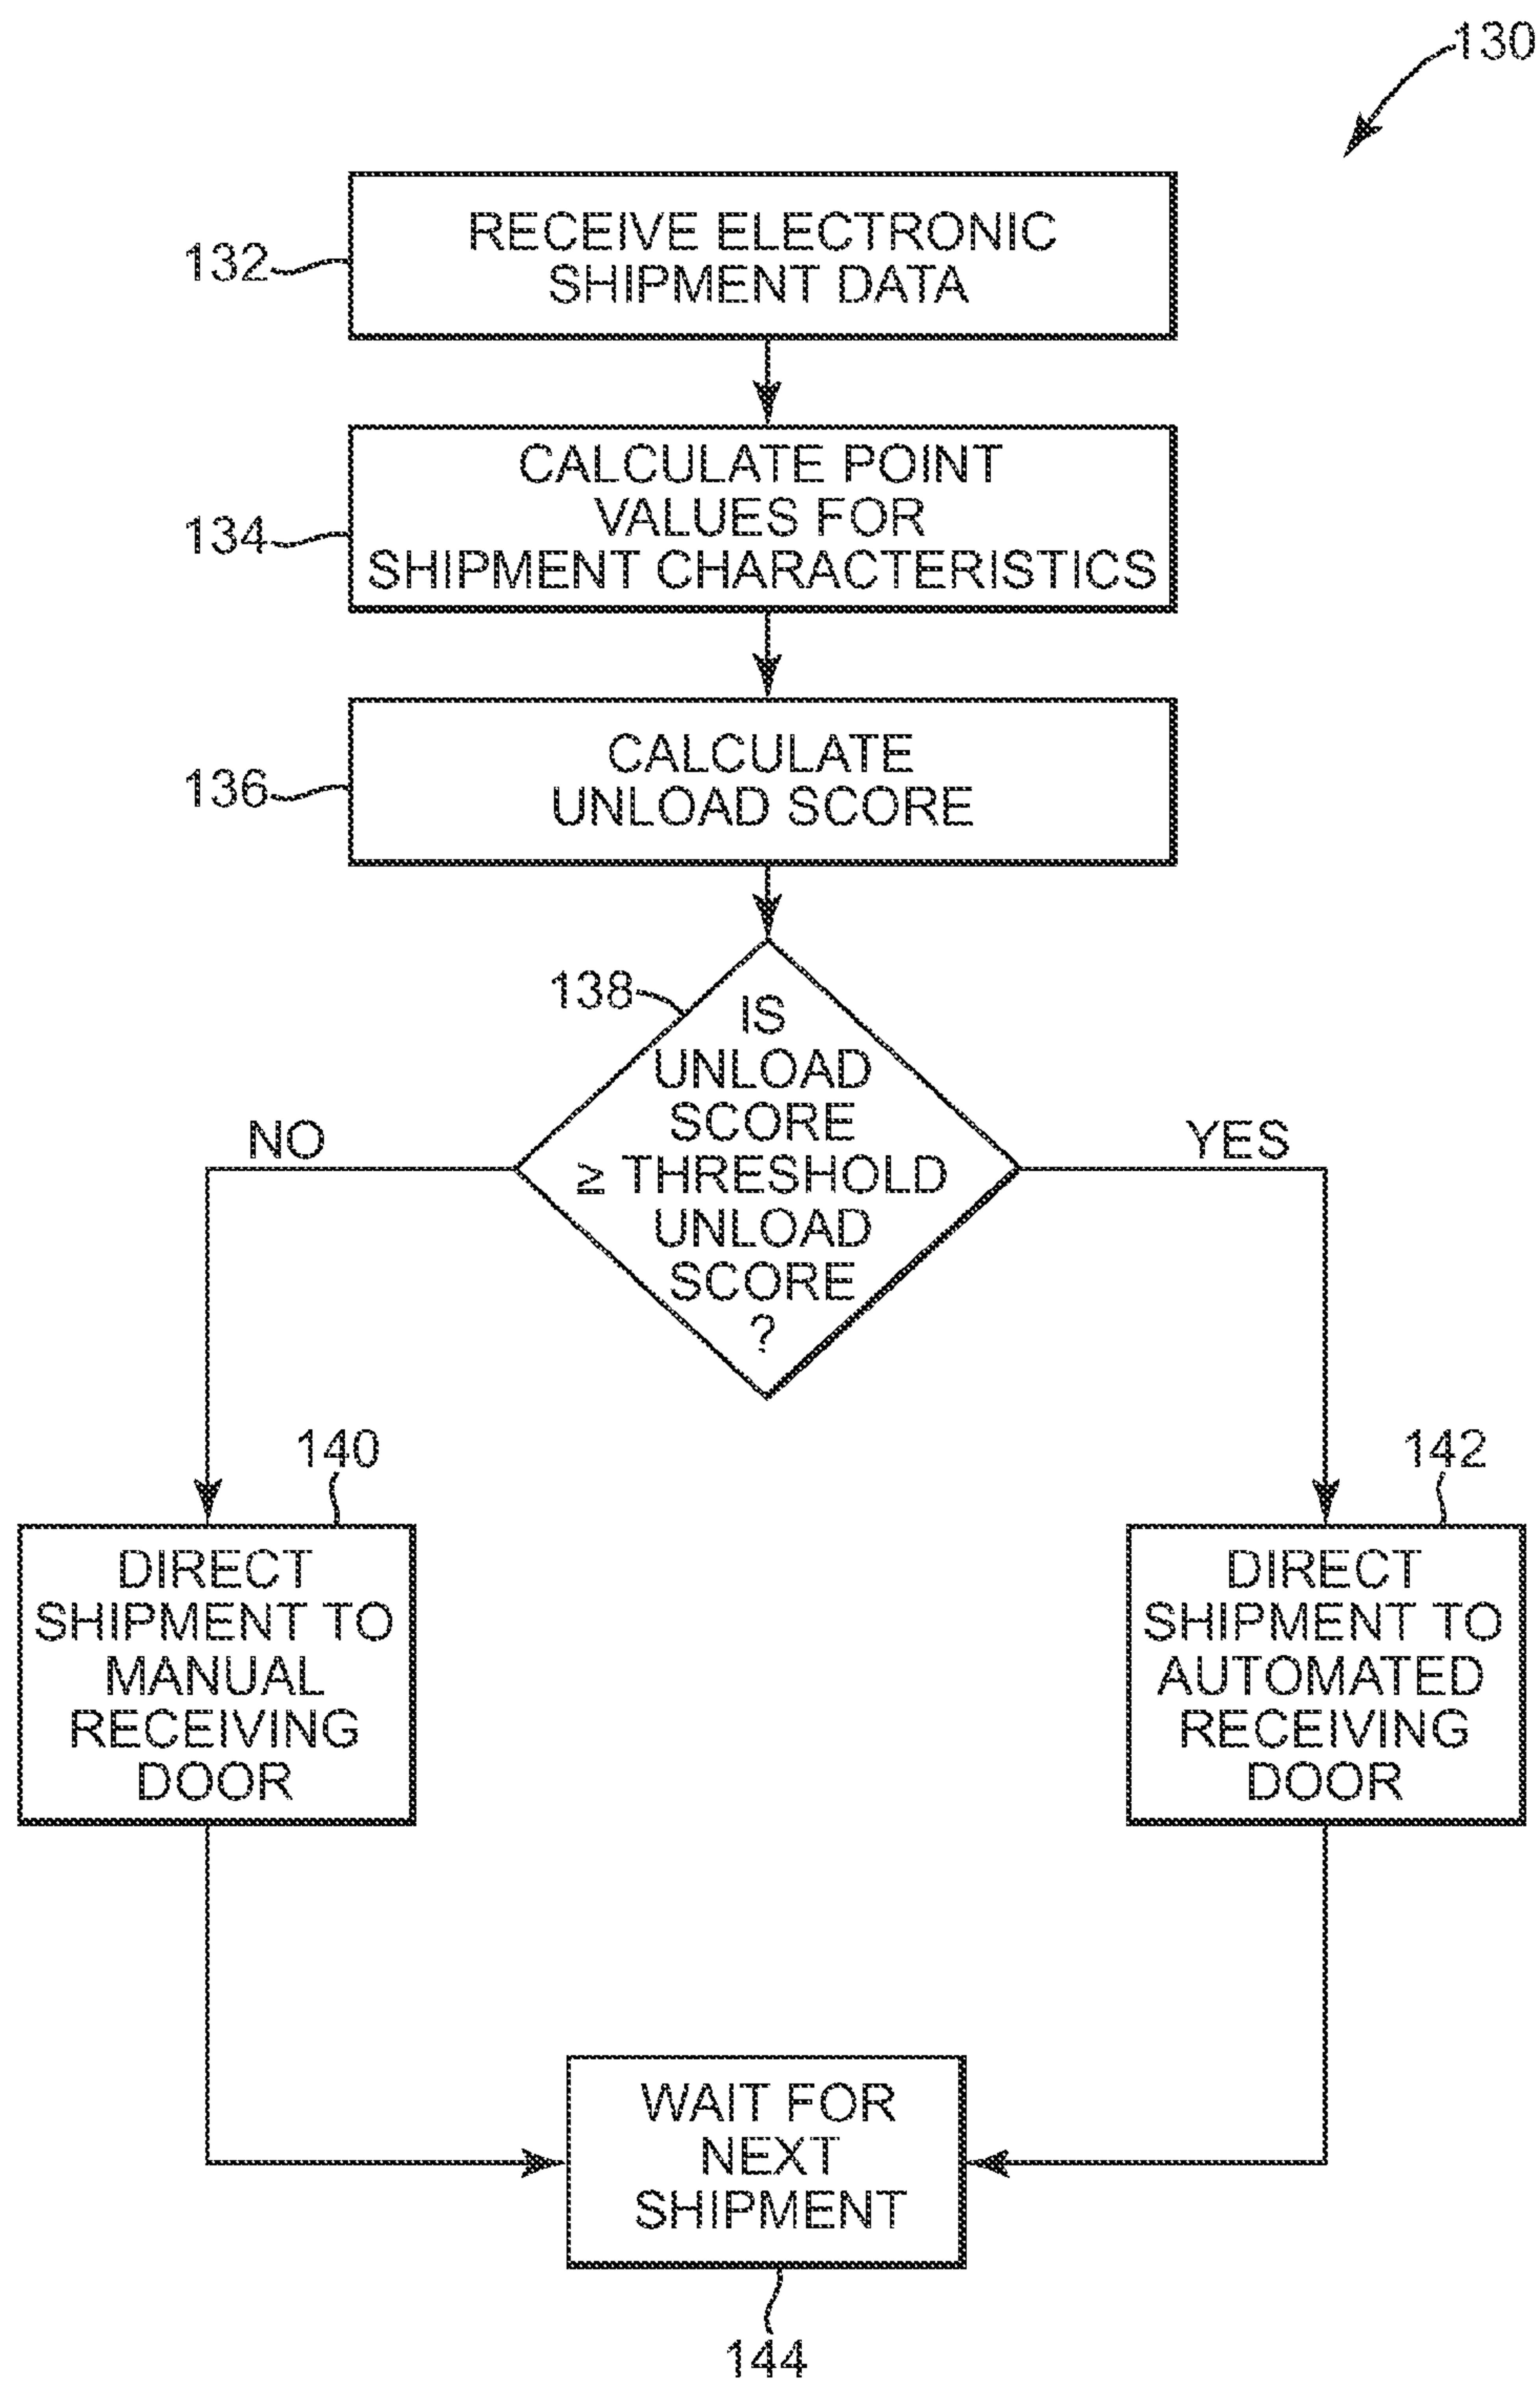 130
132
RECEIVE ELECTRONIC
SHIPMENT DATA
134
CALCULATE POINT
VALUES FOR
SHIPMENT CHARACTERISTICS
136
CALCULATE
UNLOAD SCORE
138
IS
UNLOAD
SCORE
≥ THRESHOLD
UNLOAD
SCORE
?
NO
YES
140
DIRECT
SHIPMENT TO
MANUAL
RECEIVING
DOOR
142
DIRECT
SHIPMENT TO
AUTOMATED
RECEIVING
DOOR
WAIT FOR
NEXT
SHIPMENT
144